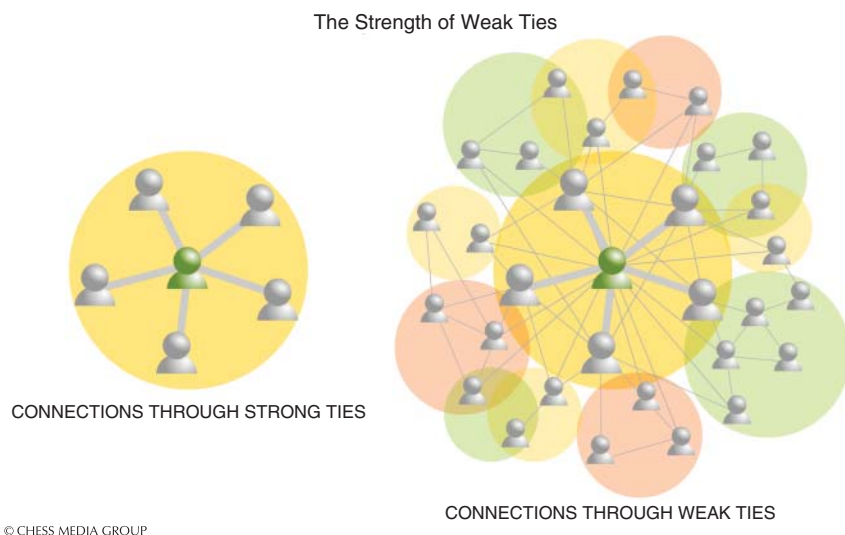 The Strength of Weak Ties
CONNECTIONS THROUGH STRONG TIES
CONNECTIONS THROUGH WEAK TIES
© CHESS MEDIA GROUP